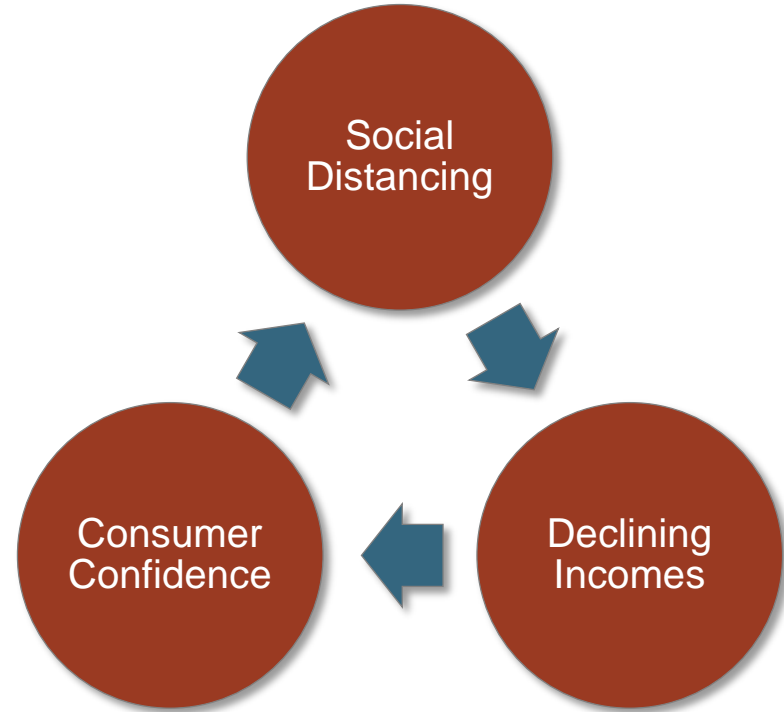 Social
Distancing
Declining
Incomes
Consumer
Confidence